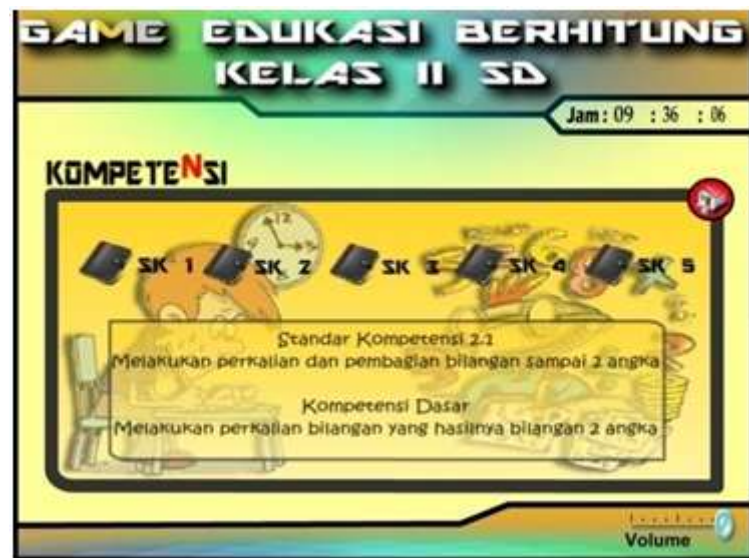 GAME EDUKASI BERHITUNG
KELAS II SD
Jam : 09 : 36 : 06
KOMPETENSI
SK 1 SK 2 SK 3 SK 4 SK 5
Standar Kompetensi 2.1
Melakukan perkalian dan pembagian bilangan sampai 2 angka
Kompetensi Dasar
Melakukan perkalian bilangan yang hasilnya bilangan 2 angka
Volume